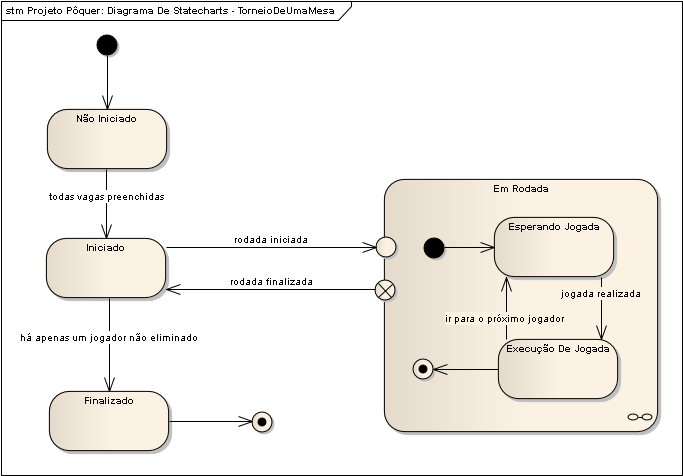 stm Projeto Pôquer: Diagrama De Statecharts - TorneioDeUmaMesa
Não Iniciado
todas vagas preenchidas
Em Rodada
Esperando Jogada
Iniciado
rodada iniciada
rodada finalizada
jogada realizada
ir para o próximo jogador
há apenas um jogador não eliminado
Execução De Jogada
Finalizado